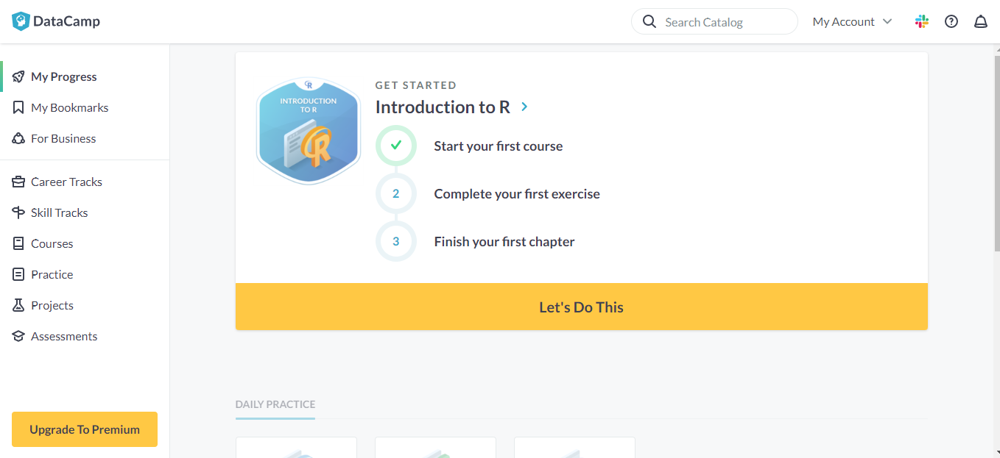 DataCamp
Search Catalog
My Account
My Progress
My Bookmarks
For Business
Career Tracks
Skill Tracks
Courses
Practice
Projects
Assessments
Upgrade To Premium
R
INTRODUCTION
TO R
R
GET STARTED
Introduction to R
Start your first course
2 Complete your first exercise
3 Finish your first chapter
Let's Do This
DAILY PRACTICE